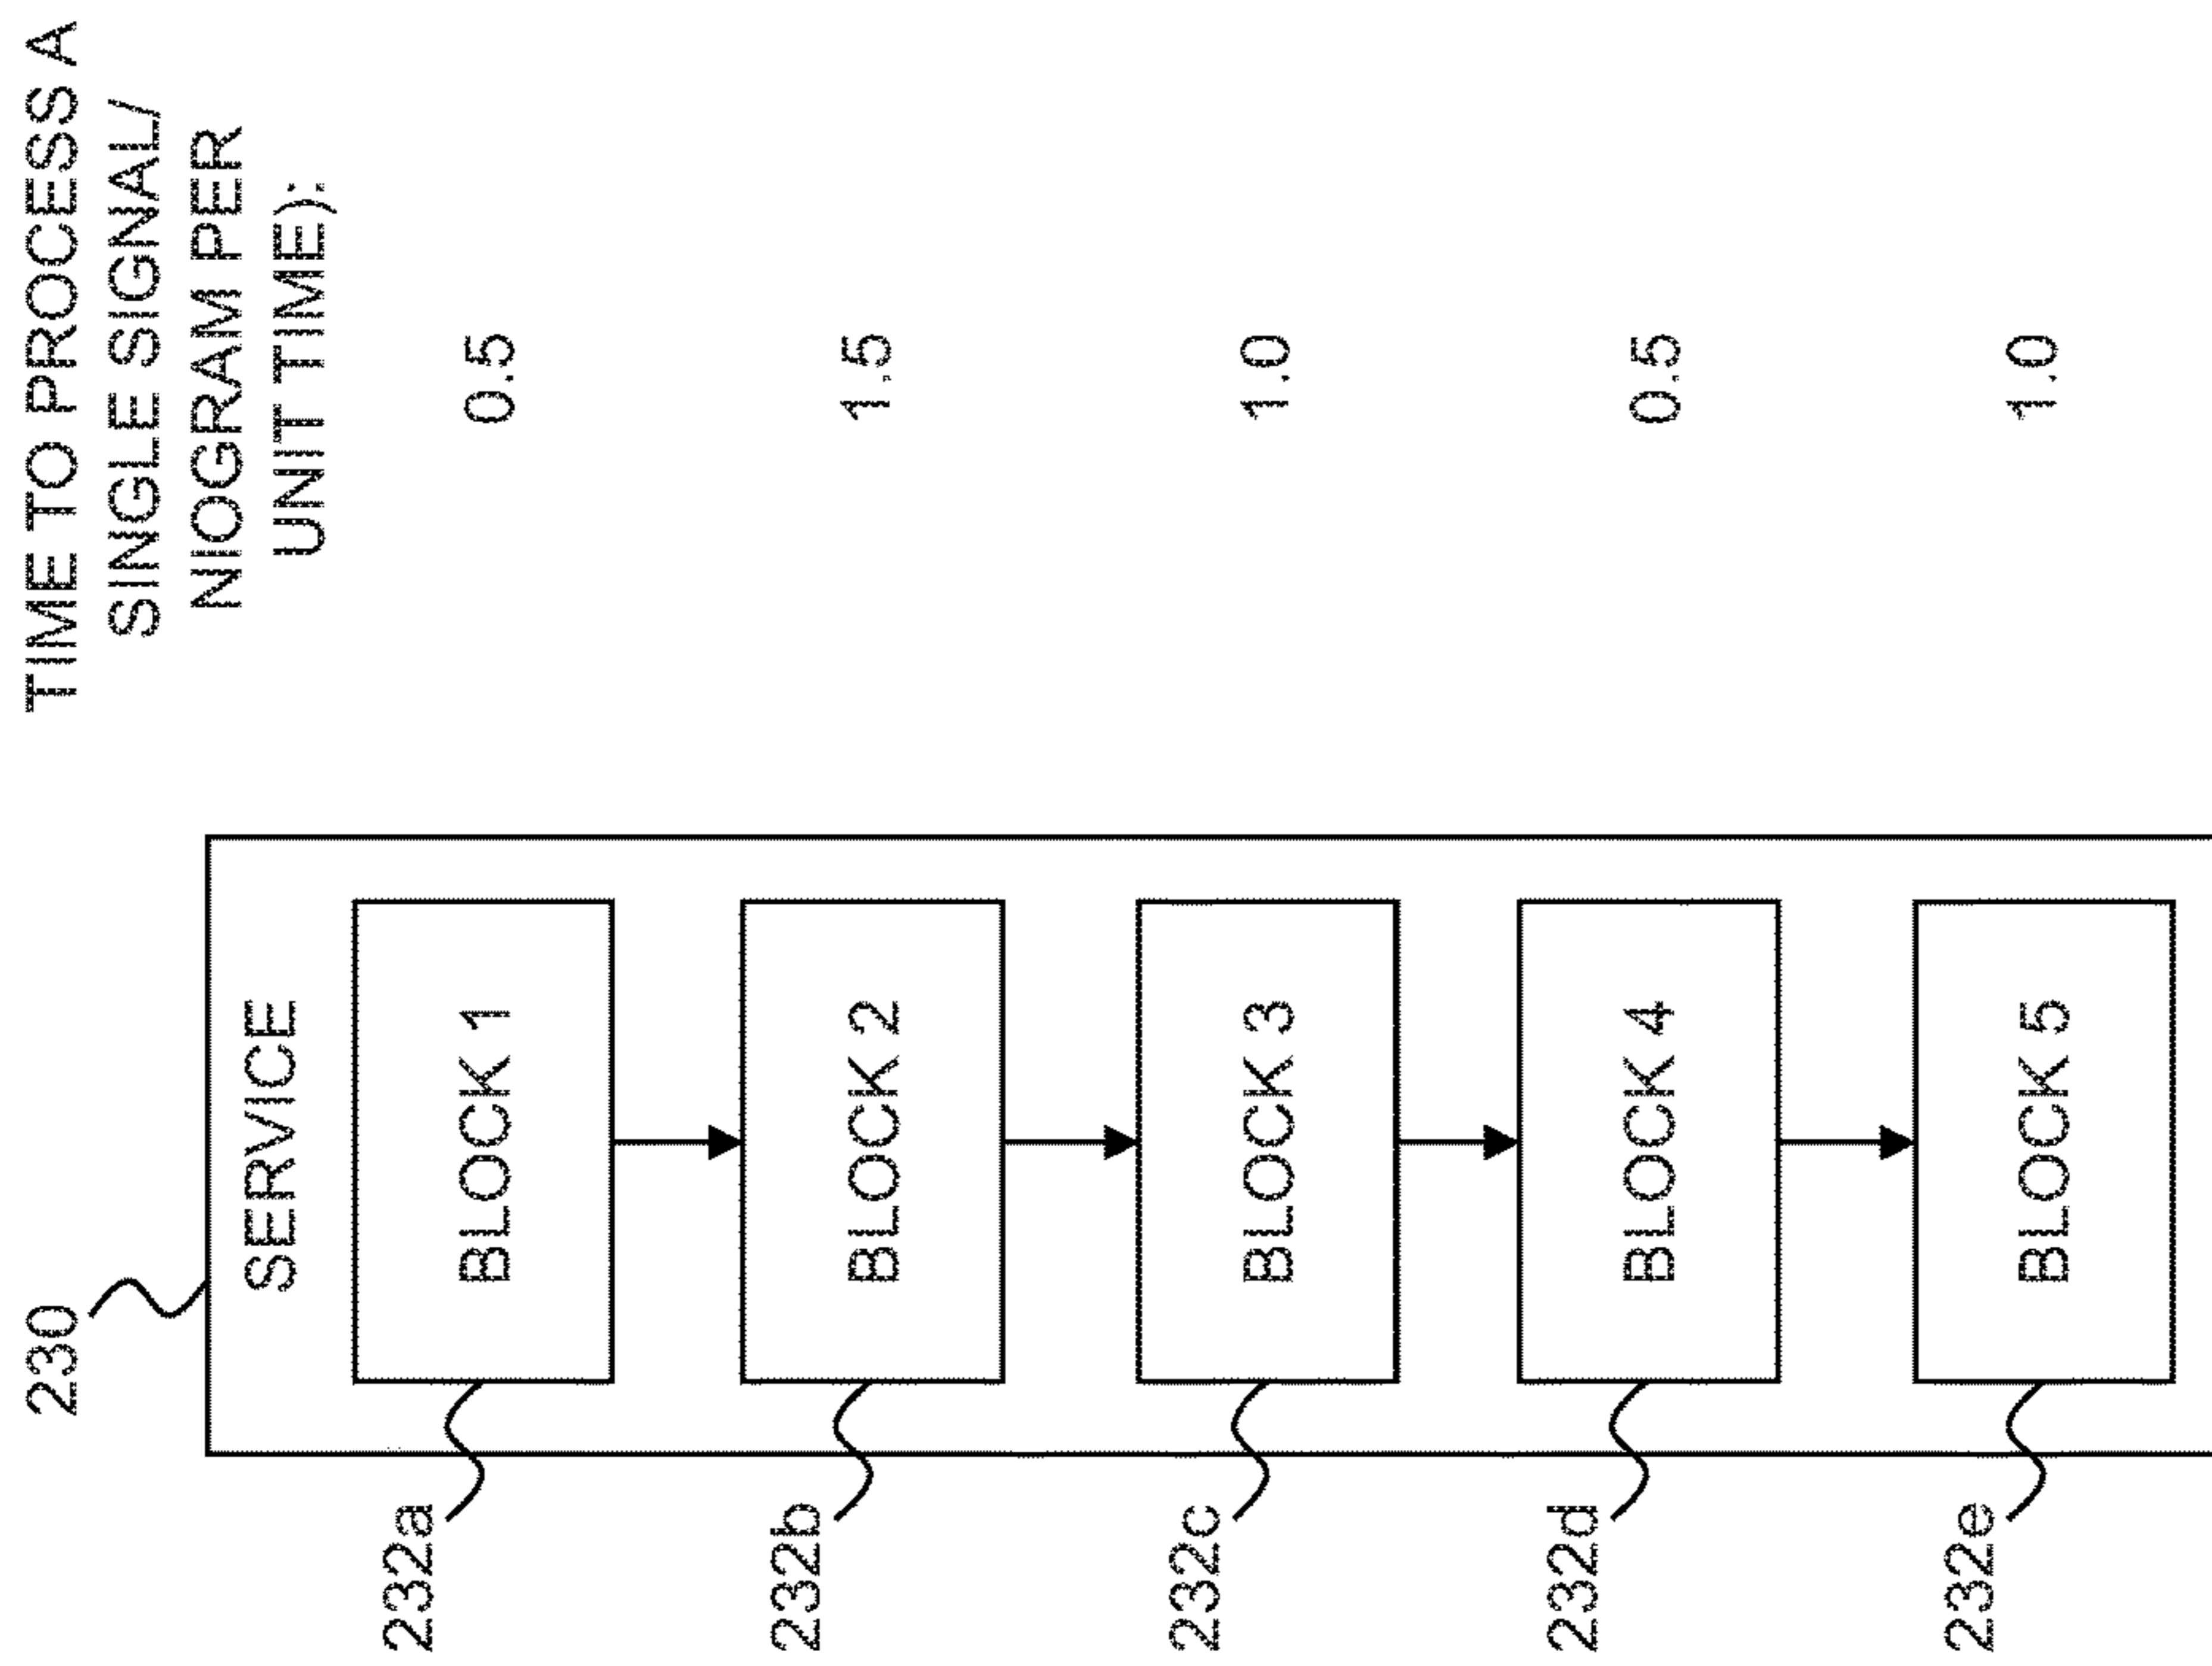 230
TIME TO PROCESS A
SINGLE SIGNAL/
NIOGRAM PER
UNIT TIME):
SERVICE
232a
BLOCK 1
0.5
232b
BLOCK 2
1.5
232c
BLOCK 3
1.0
232d
BLOCK 4
0.5
232e
BLOCK 5
1.0